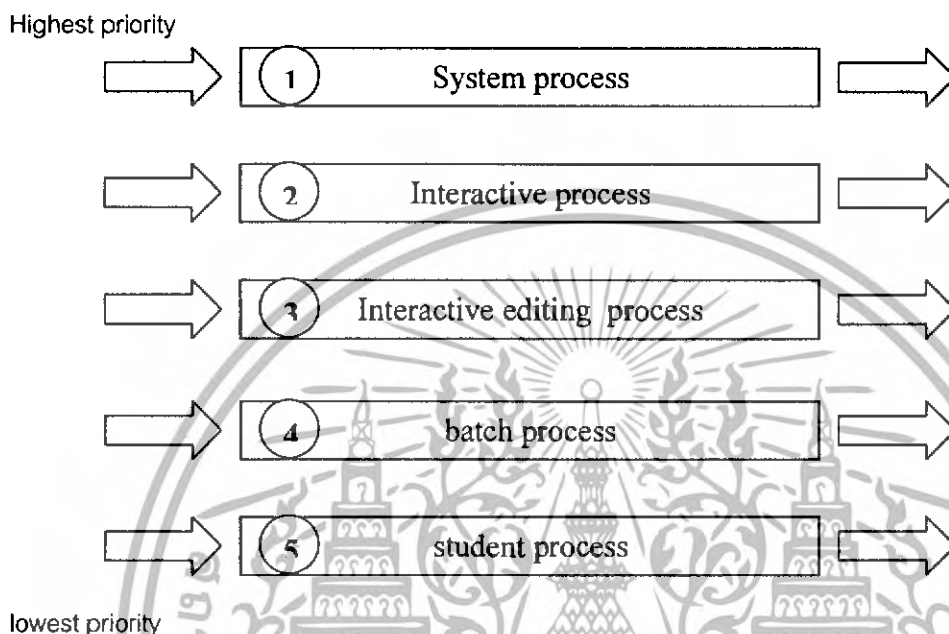 Highest priority
1 System process
2 Interactive process
3 Interactive editing process
4 batch process
5 student process
lowest priority